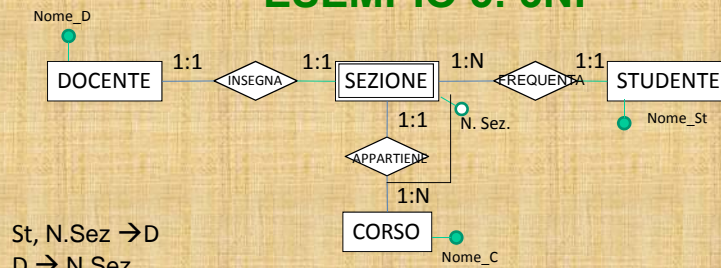 Nome_D
1:1
1:1
1:N
1:1
DOCENTE
INSEGNA
SEZIONE
FREQUENTA
STUDENTE
N. Sez.
Nome_St
1:1
APPARTIENE
1:N
CORSO
Nome_C
St, N.Sez →D
D → N.Sez